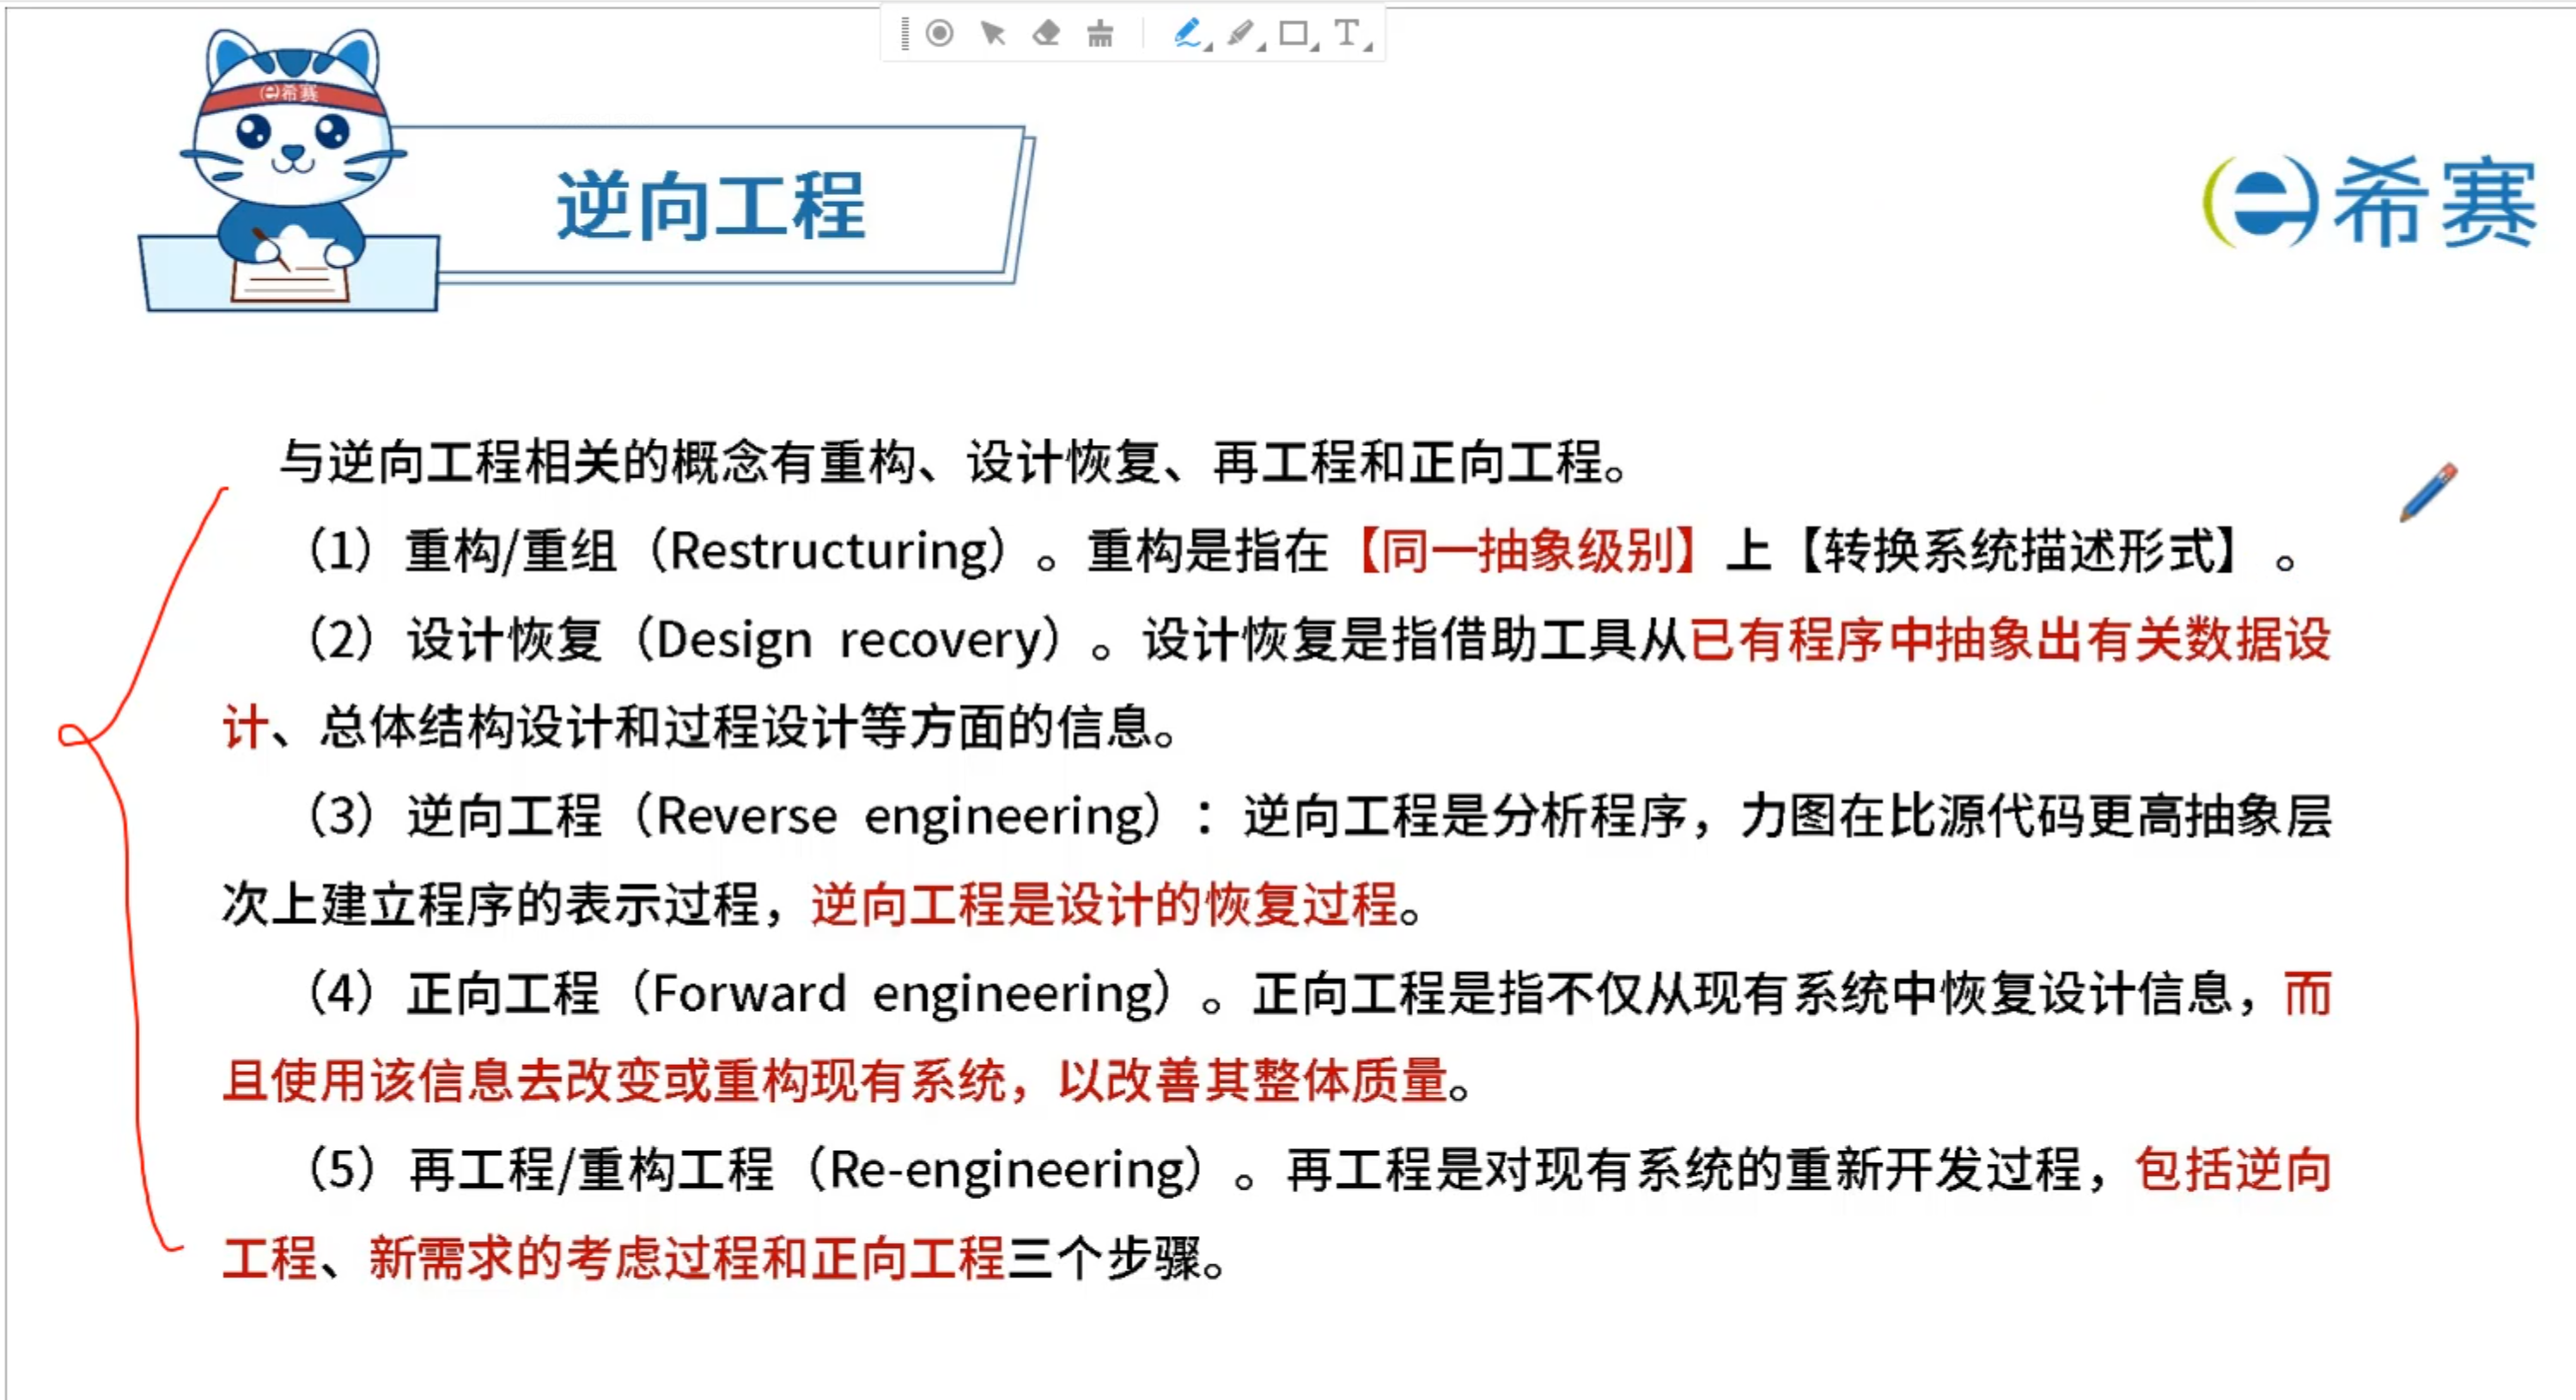 e希赛
T
逆向工程
e希赛
与逆向工程相关的概念有重构、设计恢复、再工程和正向工程。
（1）重构/重组（Restructuring）。重构是指在【同一抽象级别】上【转换系统描述形式】 。
（2）设计恢复（Design recovery）。设计恢复是指借助工具从已有程序中抽象出有关数据设
计、总体结构设计和过程设计等方面的信息。
（3）逆向工程（Reverse engineering）：逆向工程是分析程序，力图在比源代码更高抽象层
次上建立程序的表示过程，逆向工程是设计的恢复过程。
（4）正向工程（Forward engineering）。正向工程是指不仅从现有系统中恢复设计信息，而
且使用该信息去改变或重构现有系统，以改善其整体质量。
（5）再工程/重构工程（Re-engineering）。再工程是对现有系统的重新开发过程，包括逆向
工程、新需求的考虑过程和正向工程三个步骤。